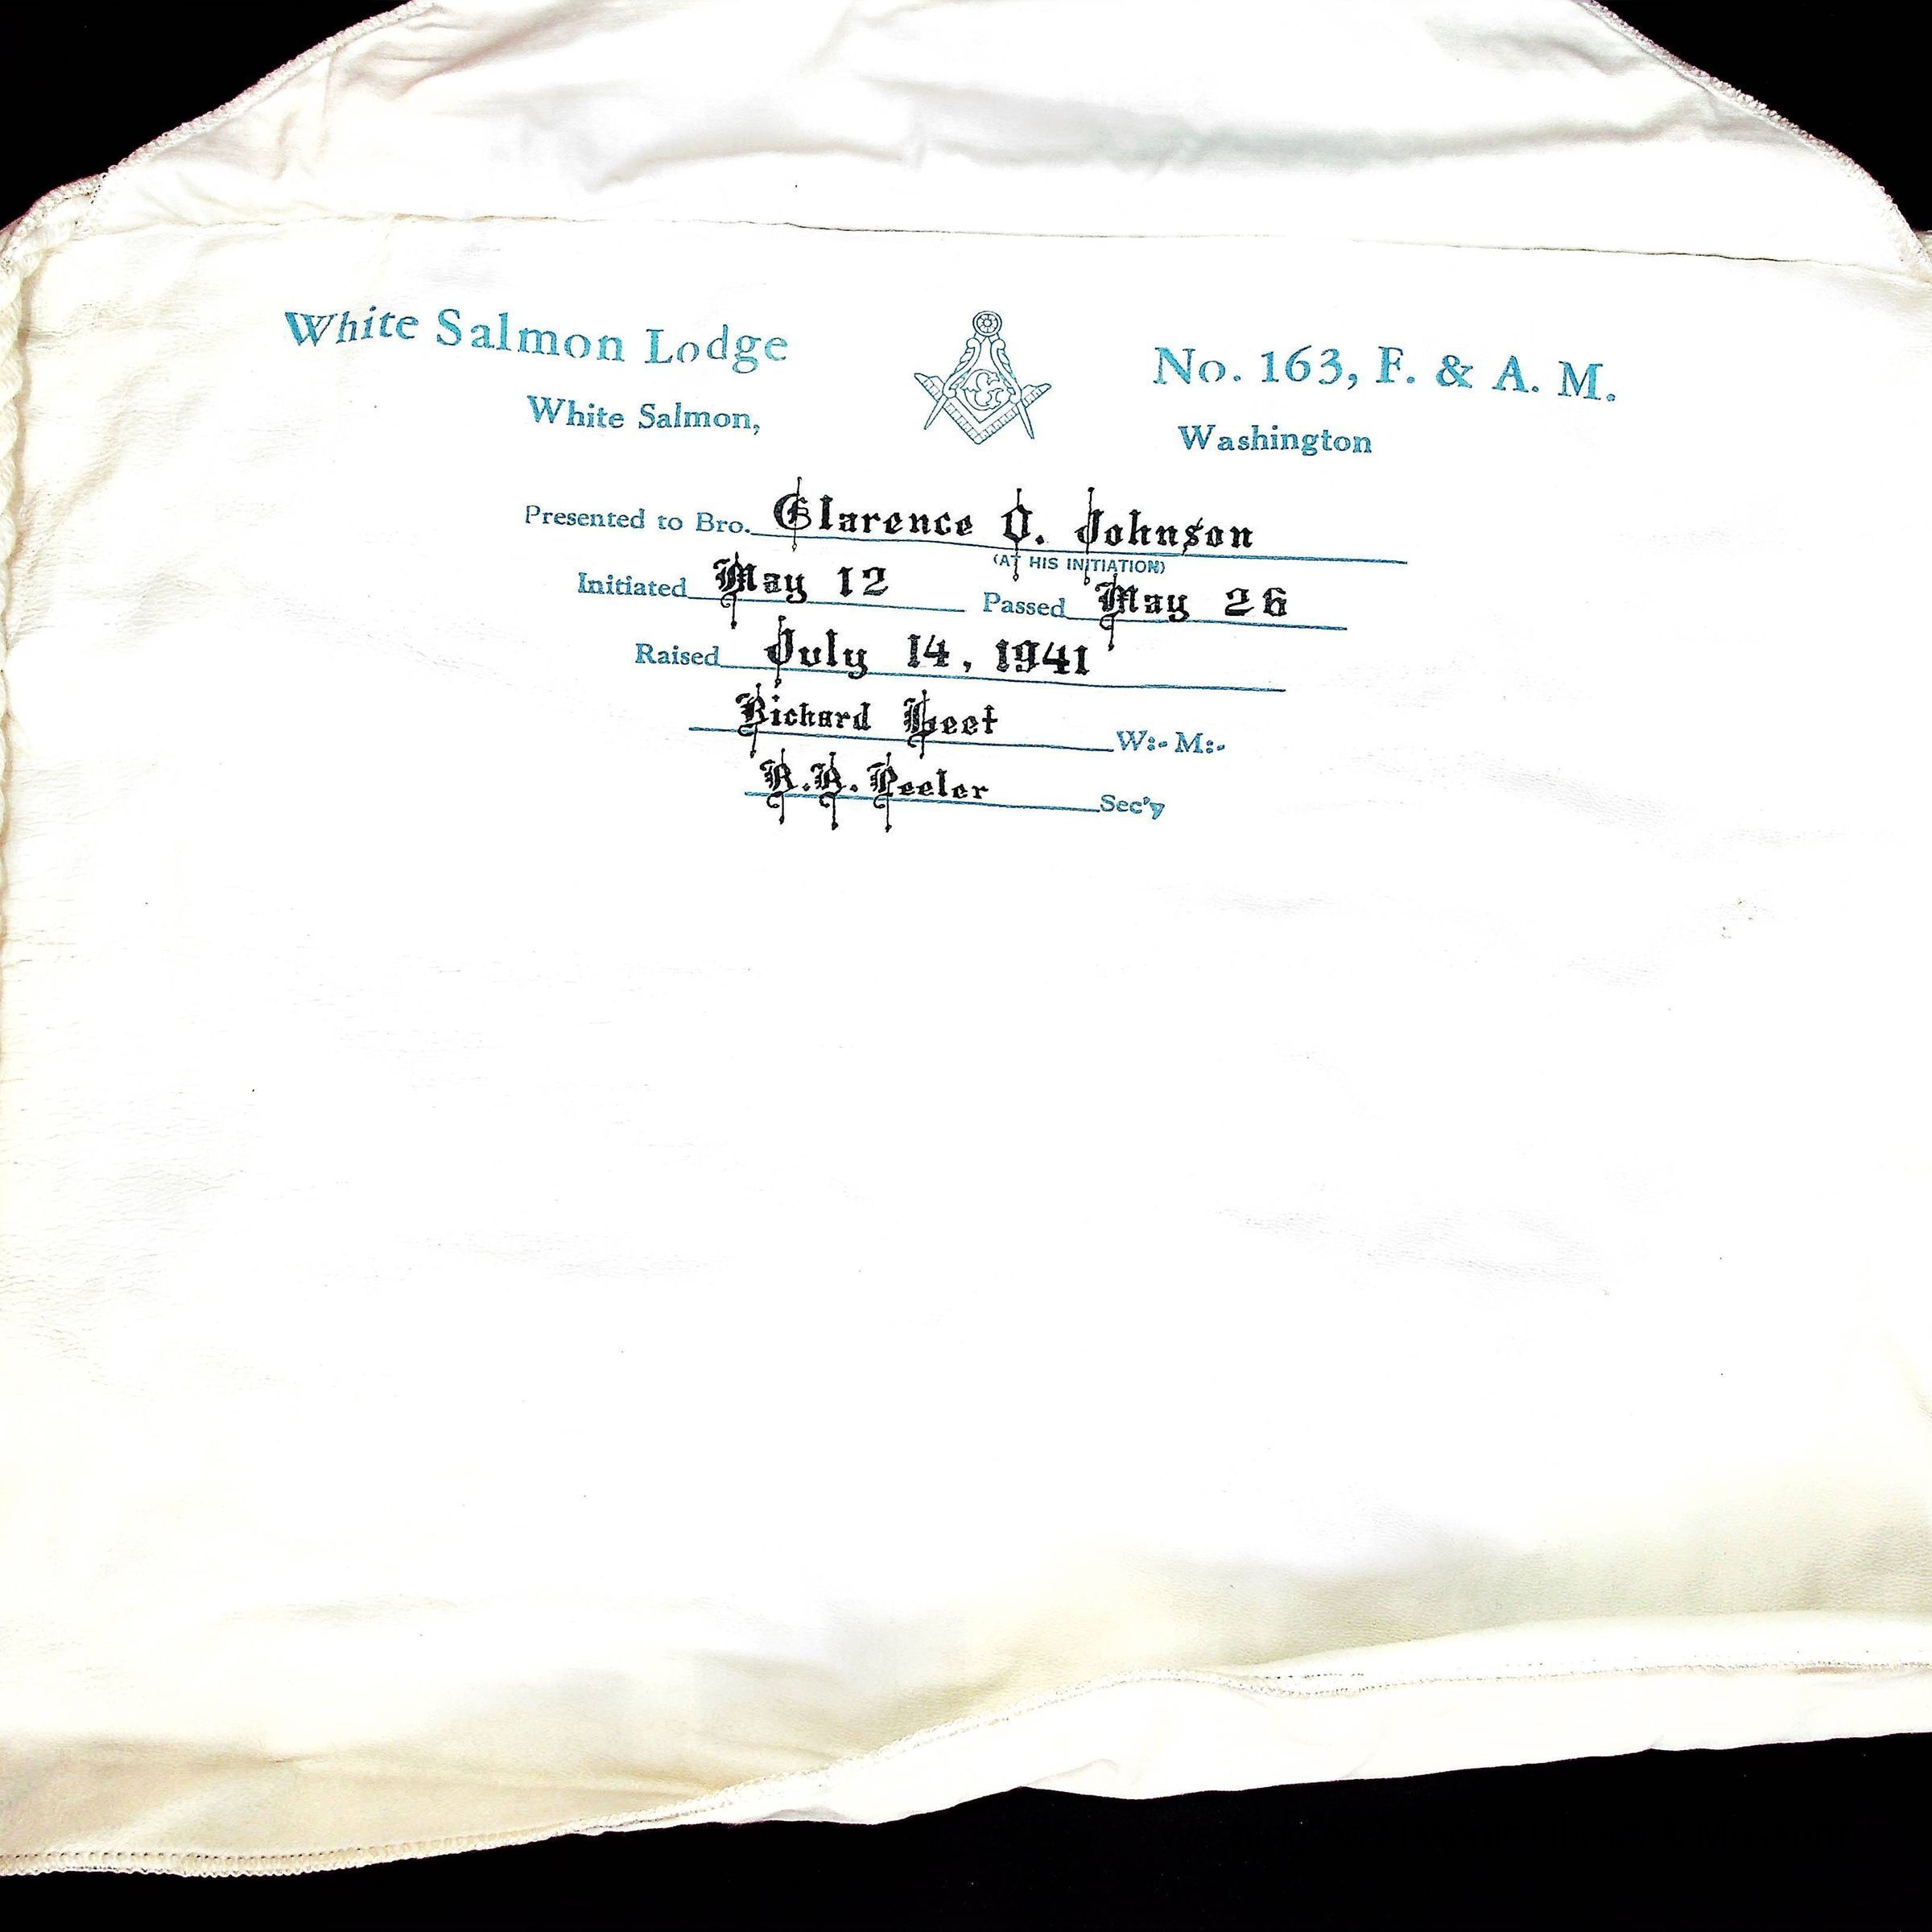 White Salmon Lodge No. 163, F. & A. M.
White Salmon, Washington
G
Presented to Bro. Clarence O. Johnson
(AT HIS INITIATION)
Initiated May 12 Passed May 26
Raised July 14, 1941
Richard W:. M:.
R.R. Peeler Sec'y